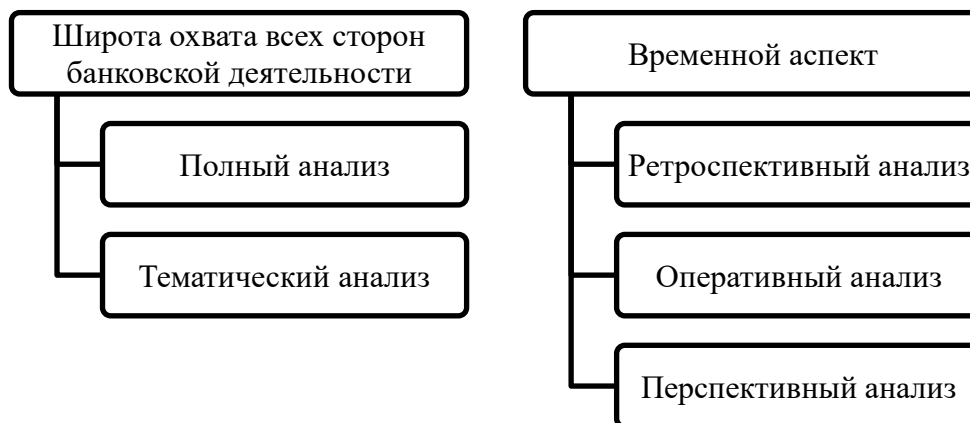 Широта охвата всех сторон
банковской деятельности
Полный анализ
Тематический анализ
Временной аспект
Ретроспективный анализ
Оперативный анализ
Перспективный анализ